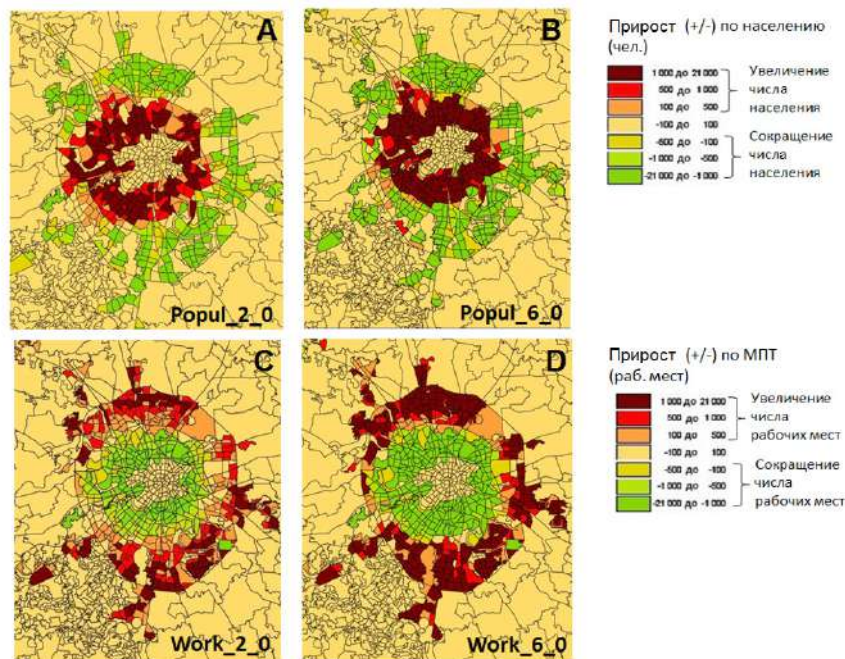 A
B
Popul_2_0
Popul_6_0
Прирост (+/-) по населению
(чел.)
1 000 до 21 000
500 до 1 000
100 до 500
-100 до 100
-500 до -100
-1 000 до -500
-21 000 до -1 000
Увеличение
числа
населения
Сокращение
числа
населения
C
D
Work_2_0
Work_6_0
Прирост (+/-) по МПТ
(раб. мест)
1 000 до 21 000
500 до 1 000
100 до 500
-100 до 100
-500 до -100
-1 000 до -500
-21 000 до -1 000
Увеличение
числа
рабочих мест
Сокращение
числа
рабочих мест